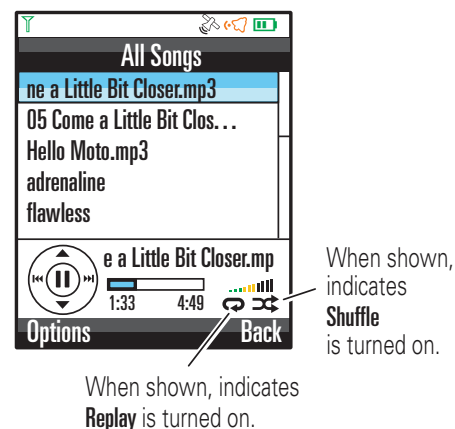 All Songs
ne a Little Bit Closer.mp3
05 Come a Little Bit Clos...
Hello Moto.mp3
adrenaline
flawless
e a Little Bit Closer.mp
1:33 4:49
Options Back
When shown,
indicates
Shuffle
is turned on.
When shown, indicates
Replay is turned on.